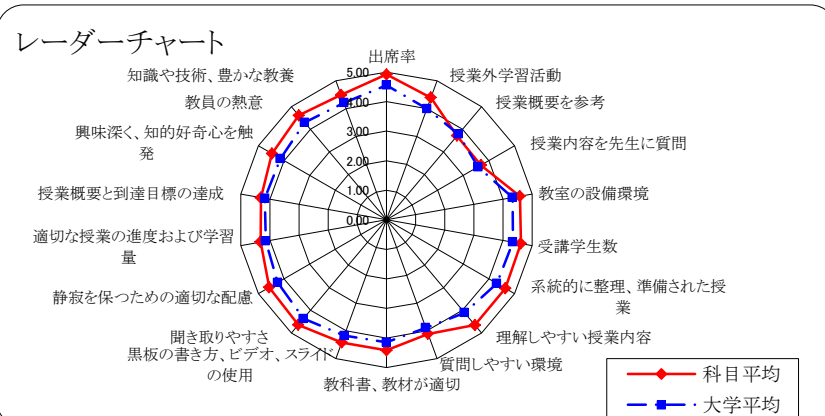 レーダーチャート
出席率
授業外学習活動
授業概要を参考
授業内容を先生に質問
教室の設備環境
受講学生数
系統的に整理、準備された授
業
理解しやすい授業内容
質問しやすい環境
教科書、教材が適切
黒板の書き方、ビデオ、スライド
の使用
聞き取りやすさ
静寂を保つための適切な配慮
適切な授業の進度および学習
量
授業概要と到達目標の達成
興味深く、知的好奇心を触
発
教員の熱意
知識や技術、豊かな教養
5.00
4.00
3.00
2.00
1.00
0.00
科目平均
大学平均